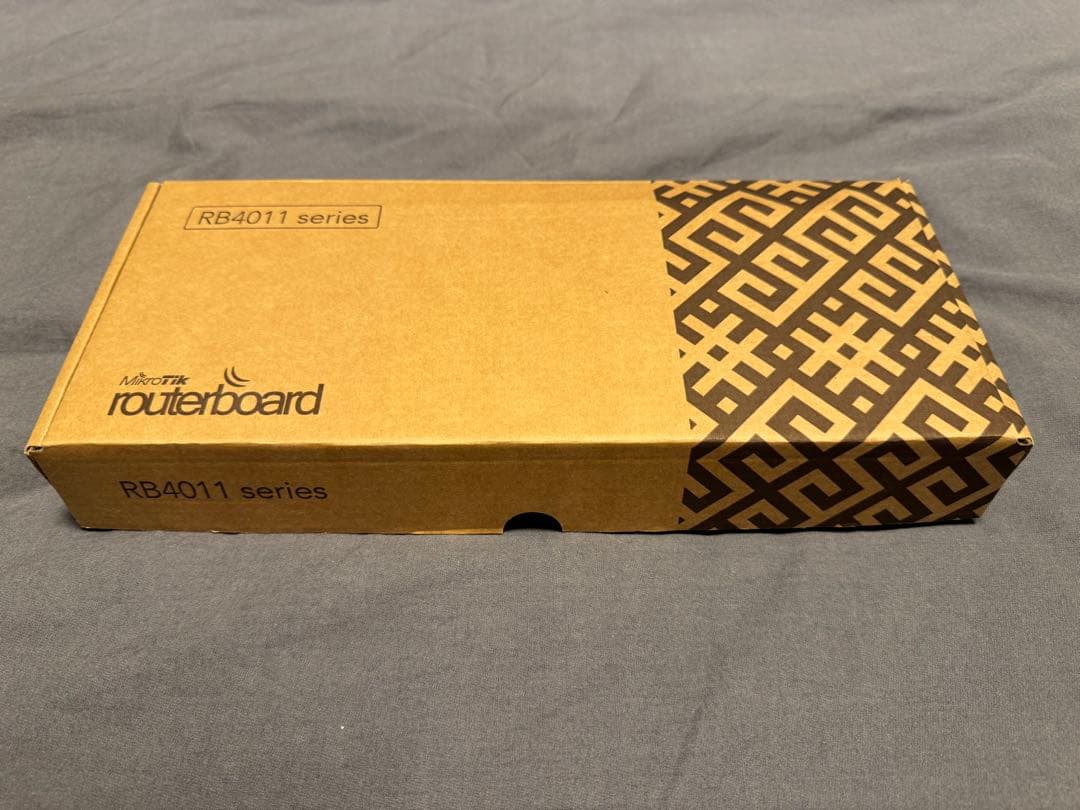 RB4011 series
MikroTik
routerboard
RB4011 series